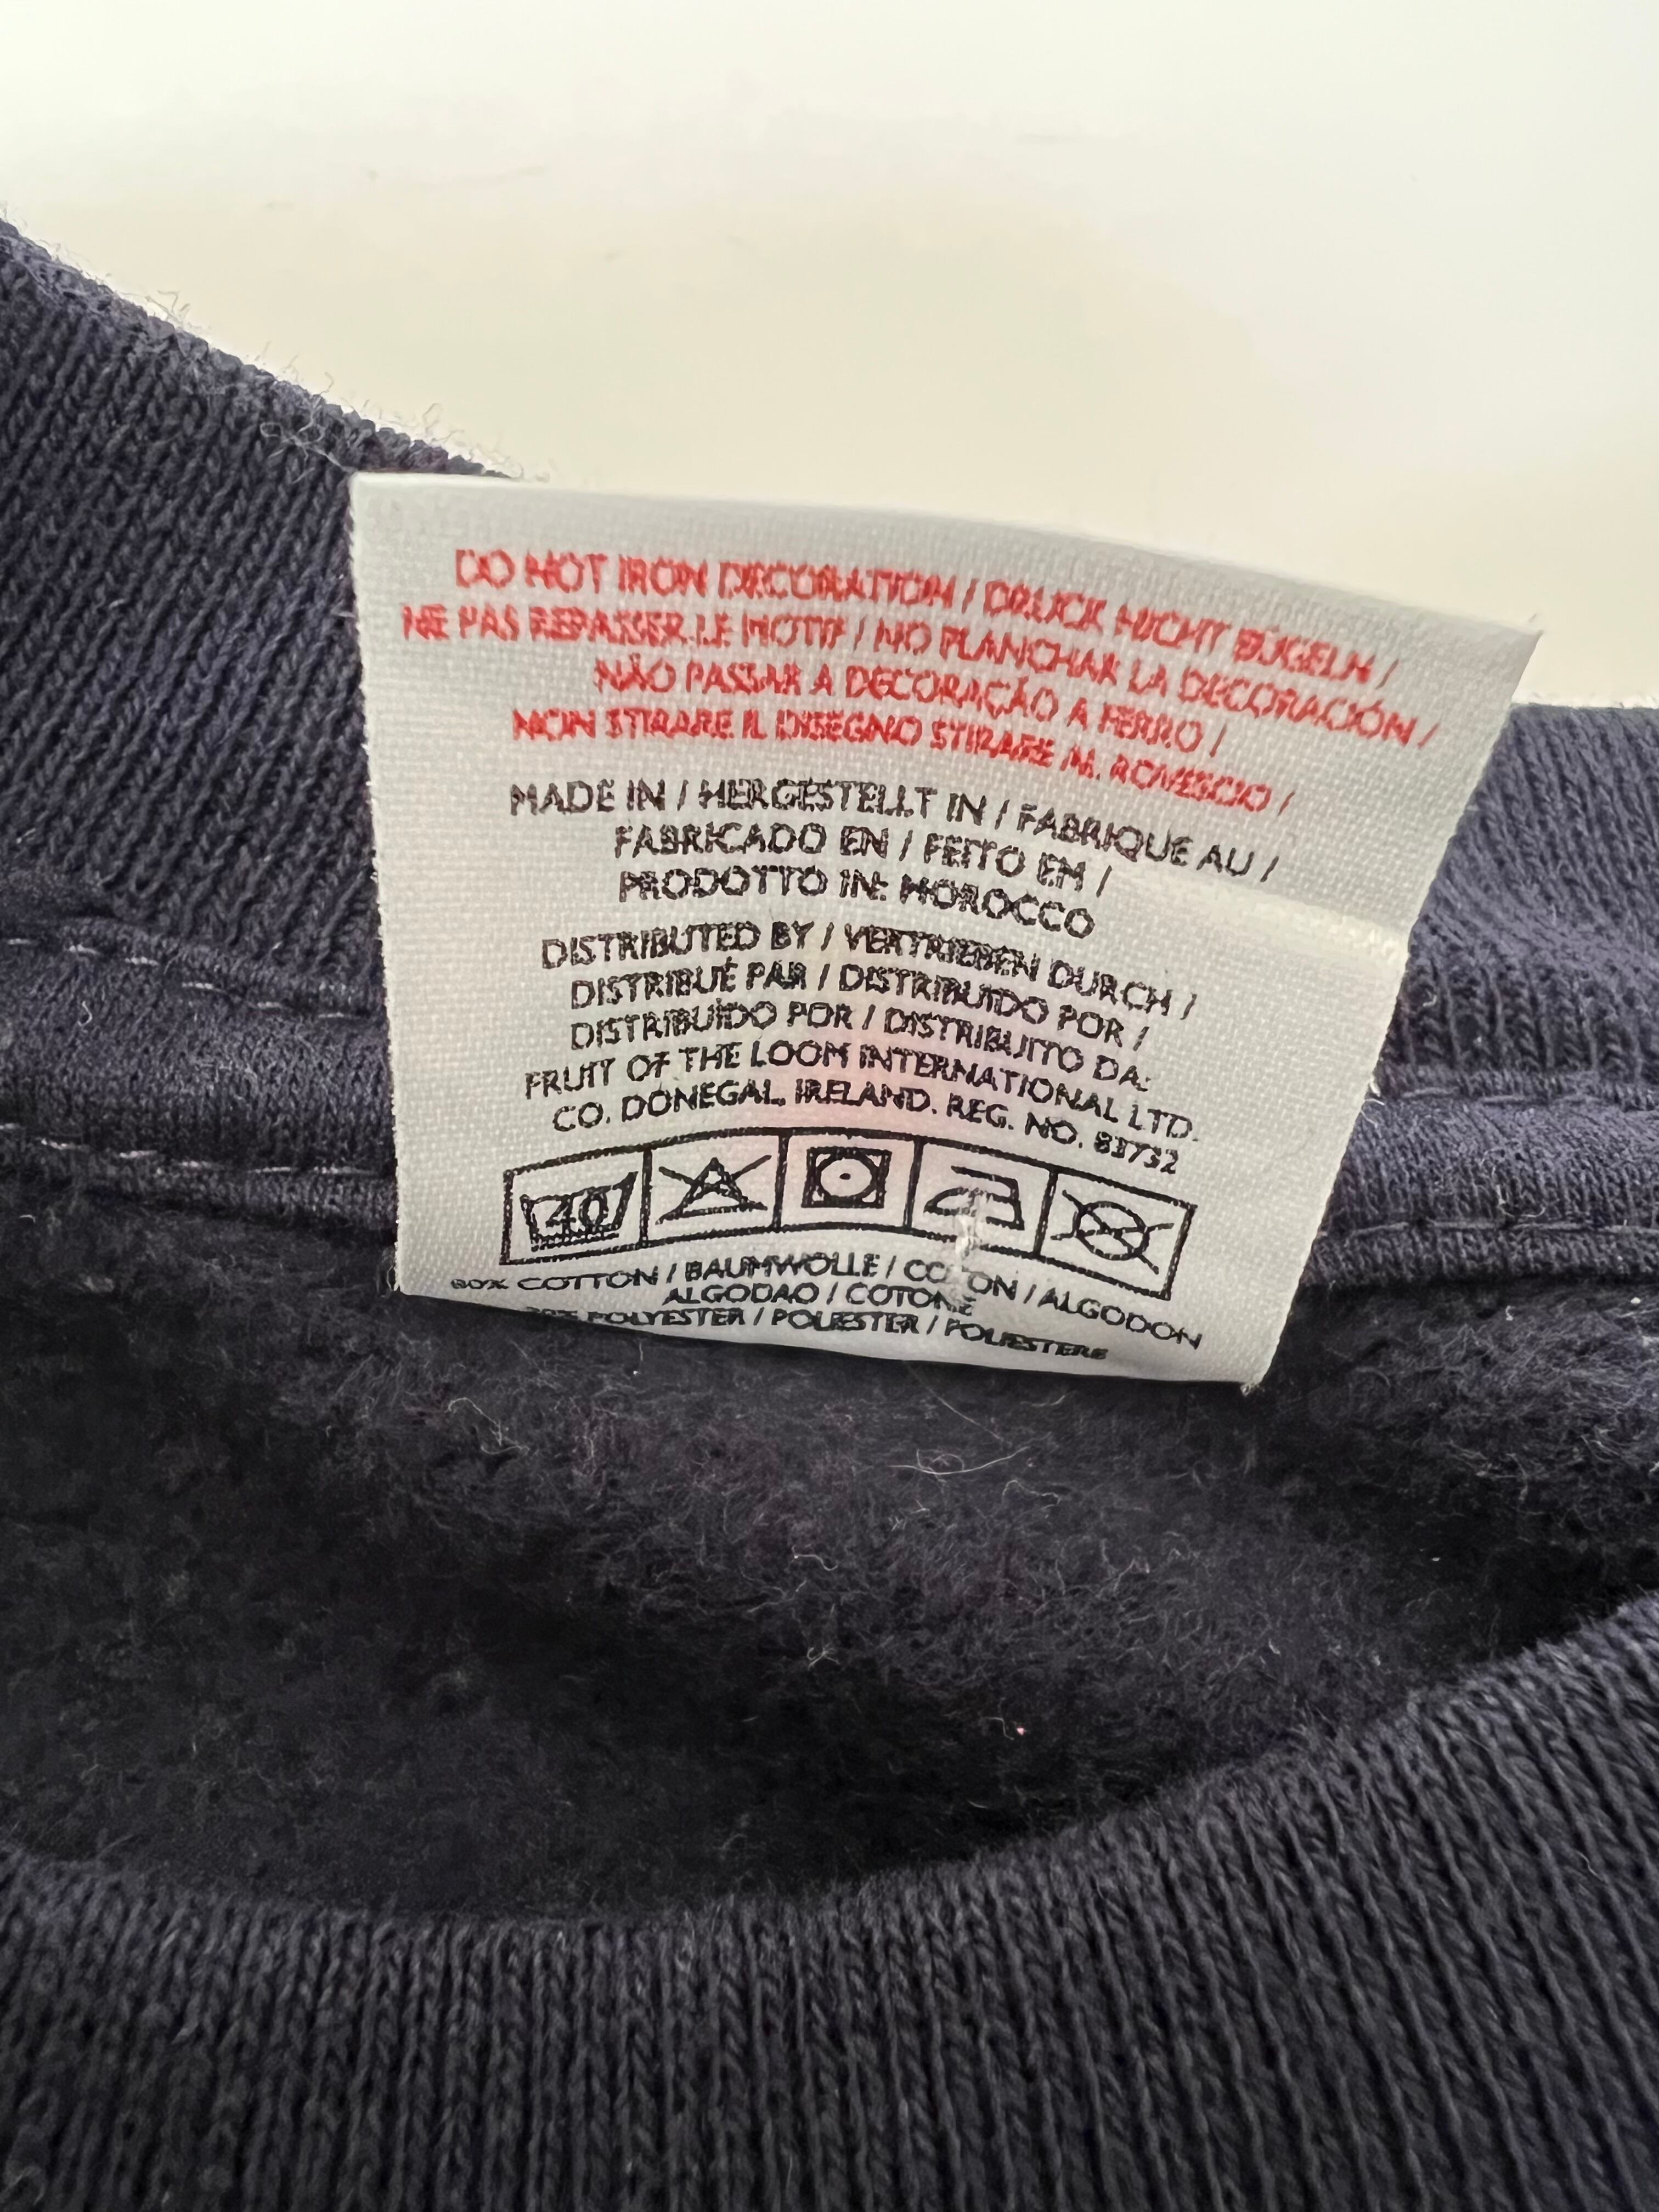 DO NOT IRON DECORATION / DRUCK NICHT BÜGELN /
NE PAS REPASSER LE MOTIF / NO PLANCHAR LA DECORACIÓN /
NÃO PASSAR A DECORAÇÃO A FERRO /
NON STIRARE IL DISEGNO STIRARE AL ROVESCIO /
MADE IN / HERGESTELLT IN / FABRIQUE AU /
FABRICADO EN / FEITO EM /
PRODOTTO IN: MOROCCO
DISTRIBUTED BY / VERTRIEBEN DURCH /
DISTRIBUÉ PAR / DISTRIBUIDO POR /
DISTRIBUÍDO POR / DISTRIBUITO DA:
FRUIT OF THE LOOM INTERNATIONAL LTD.
CO. DONEGAL, IRELAND. REG. NO. 83732
40
80% COTTON / BAUMWOLLE / COTON / ALGODON
ALGODAO / COTONE
POLYESTER / POLIESTER / POLIESTERE